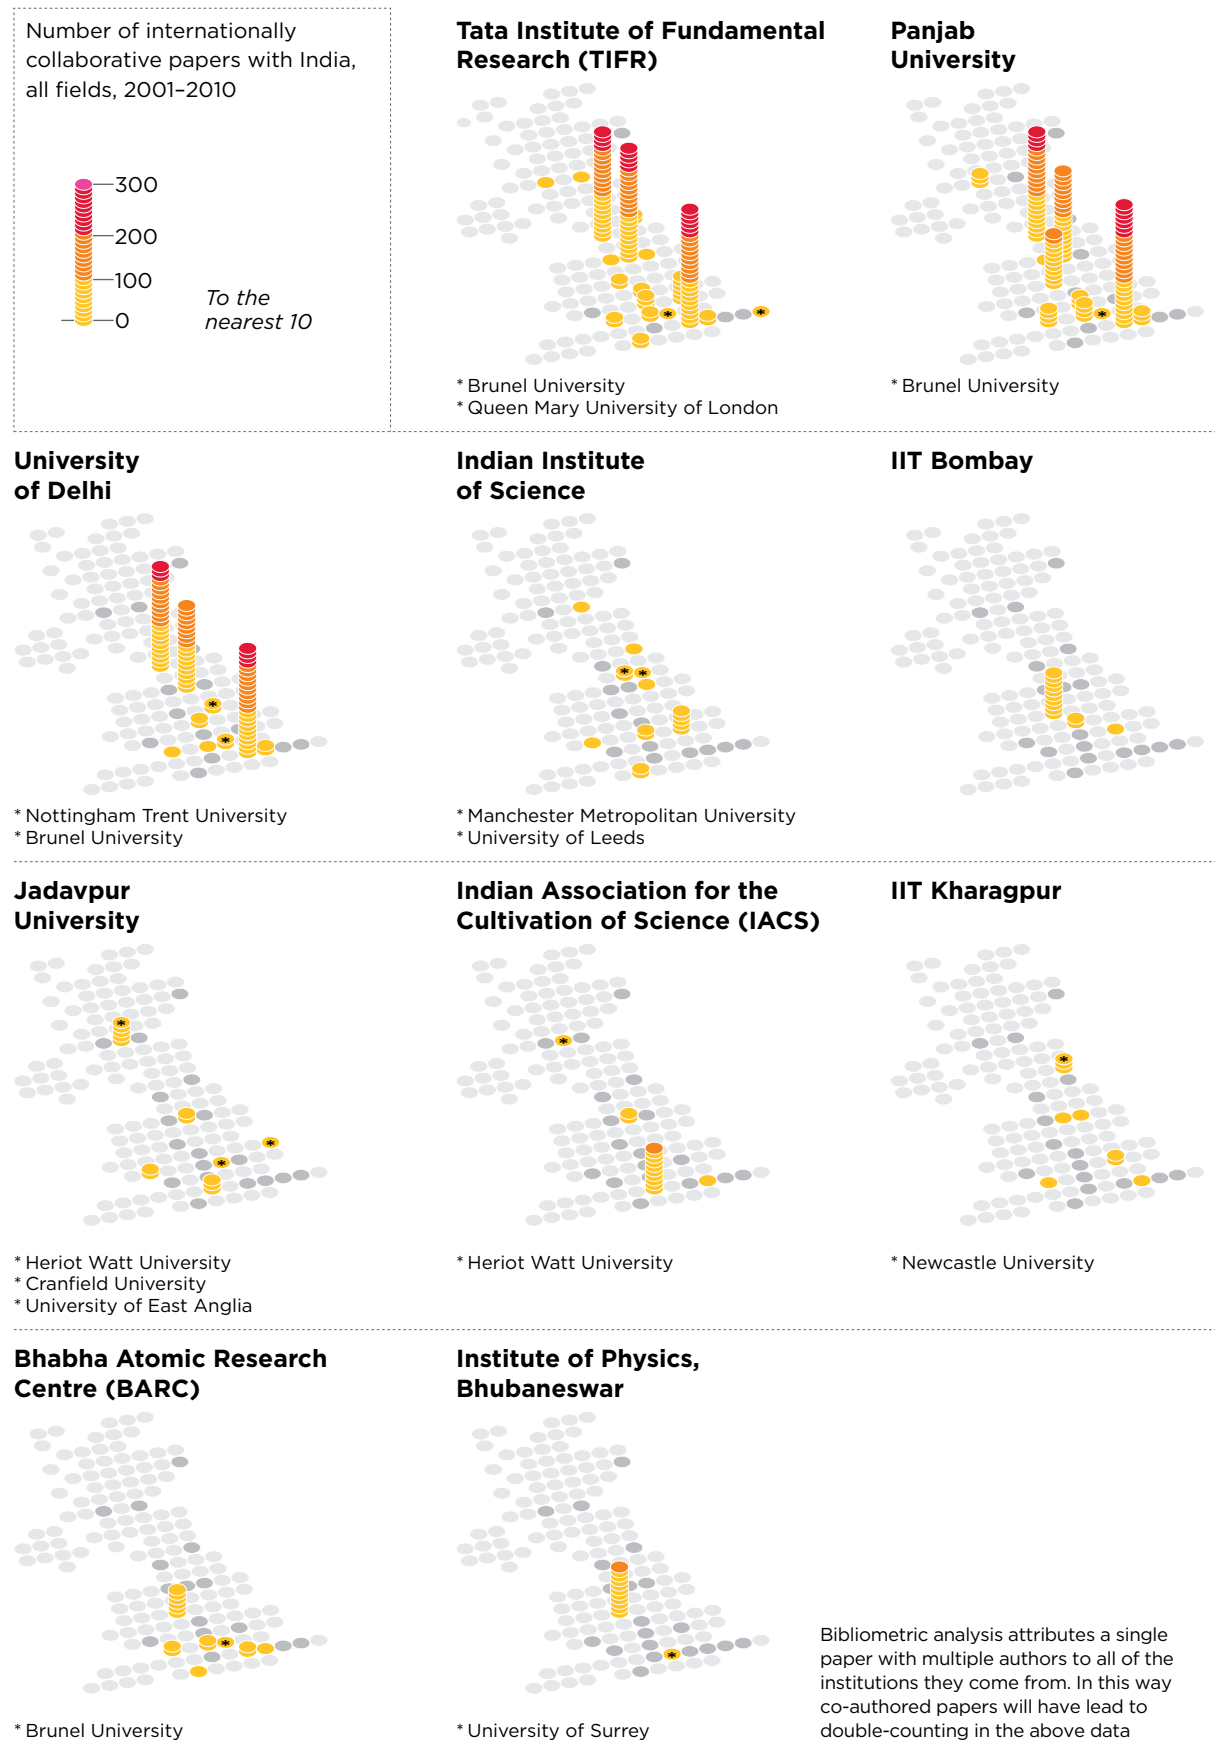 Number of internationally
collaborative papers with India,
all fields, 2001–2010
300
200
100
0
To the
nearest 10
Tata Institute of Fundamental
Research (TIFR)
* Brunel University
* Queen Mary University of London
Panjab
University
* Brunel University
University
of Delhi
* Nottingham Trent University
* Brunel University
Indian Institute
of Science
* Manchester Metropolitan University
* University of Leeds
IIT Bombay
Jadavpur
University
* Heriot Watt University
* Cranfield University
* University of East Anglia
Indian Association for the
Cultivation of Science (IACS)
* Heriot Watt University
IIT Kharagpur
* Newcastle University
Bhabha Atomic Research
Centre (BARC)
* Brunel University
Institute of Physics,
Bhubaneswar
* University of Surrey
Bibliometric analysis attributes a single
paper with multiple authors to all of the
institutions they come from. In this way
co-authored papers will have lead to
double-counting in the above data